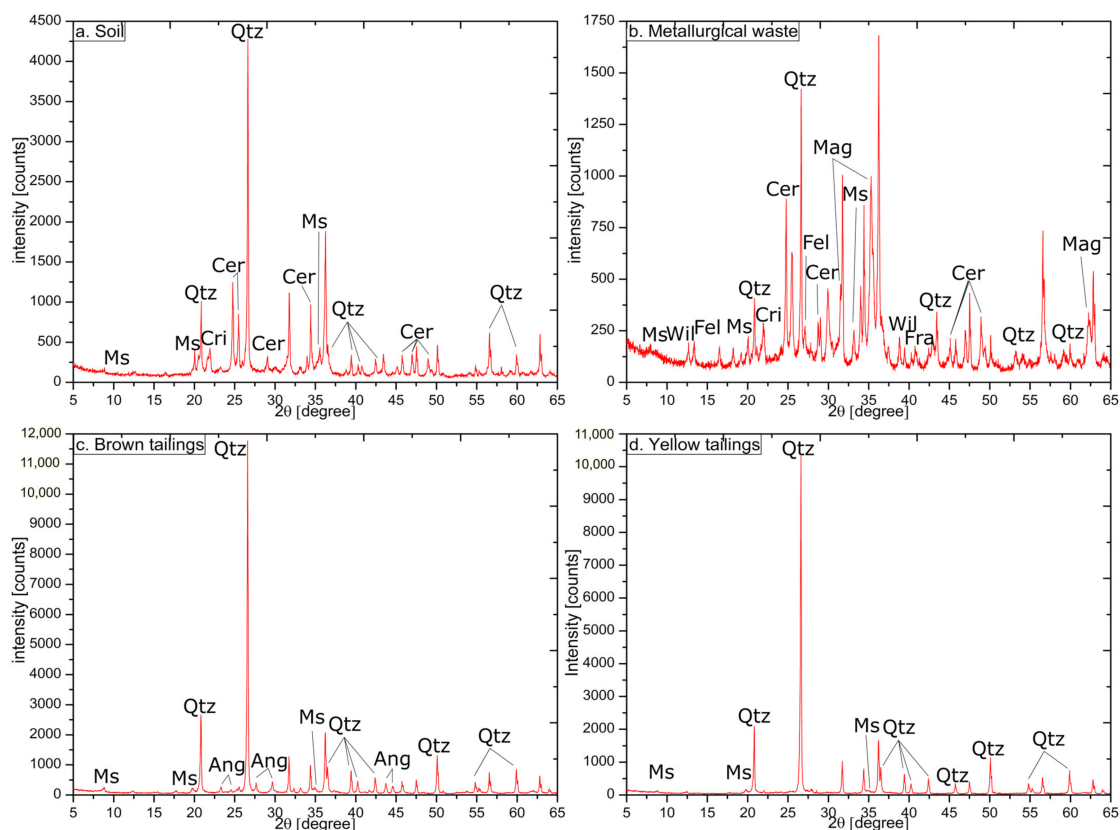 a. Soil
4500
4000
3500
3000
2500
2000
1500
1000
500
0
intensity [counts]
Qtz
Ms
Cer
Qtz
Cer
Ms
Cri
Cer
Qtz
Cer
Qtz
Ms
5 10 15 20 25 30 35 40 45 50 55 60 65
2θ [degree]
b. Metallurgical waste
1750
1500
1250
1000
750
500
250
0
intensity [counts]
Qtz
Mag
Cer
Ms
Fel
Mag
Cer
Cer
Qtz
Cri
Qtz
Ms
Wil
Fel
Ms
Wil
Fra
Qtz
Qtz
5 10 15 20 25 30 35 40 45 50 55 60 65
2θ [degree]
c. Brown tailings
12,000
11,000
10,000
9000
8000
7000
6000
5000
4000
3000
2000
1000
0
intensity [counts]
Qtz
Qtz
Ms
Qtz
Qtz
Qtz
Ang
Ang
Ang
Ms
Ms
5 10 15 20 25 30 35 40 45 50 55 60 65
2θ [degree]
d. Yellow tailings
11,000
10,000
9000
8000
7000
6000
5000
4000
3000
2000
1000
0
Intensity [counts]
Qtz
Qtz
Ms
Qtz
Qtz
Qtz
Ms
Ms
Qtz
5 10 15 20 25 30 35 40 45 50 55 60 65
2θ [degree]